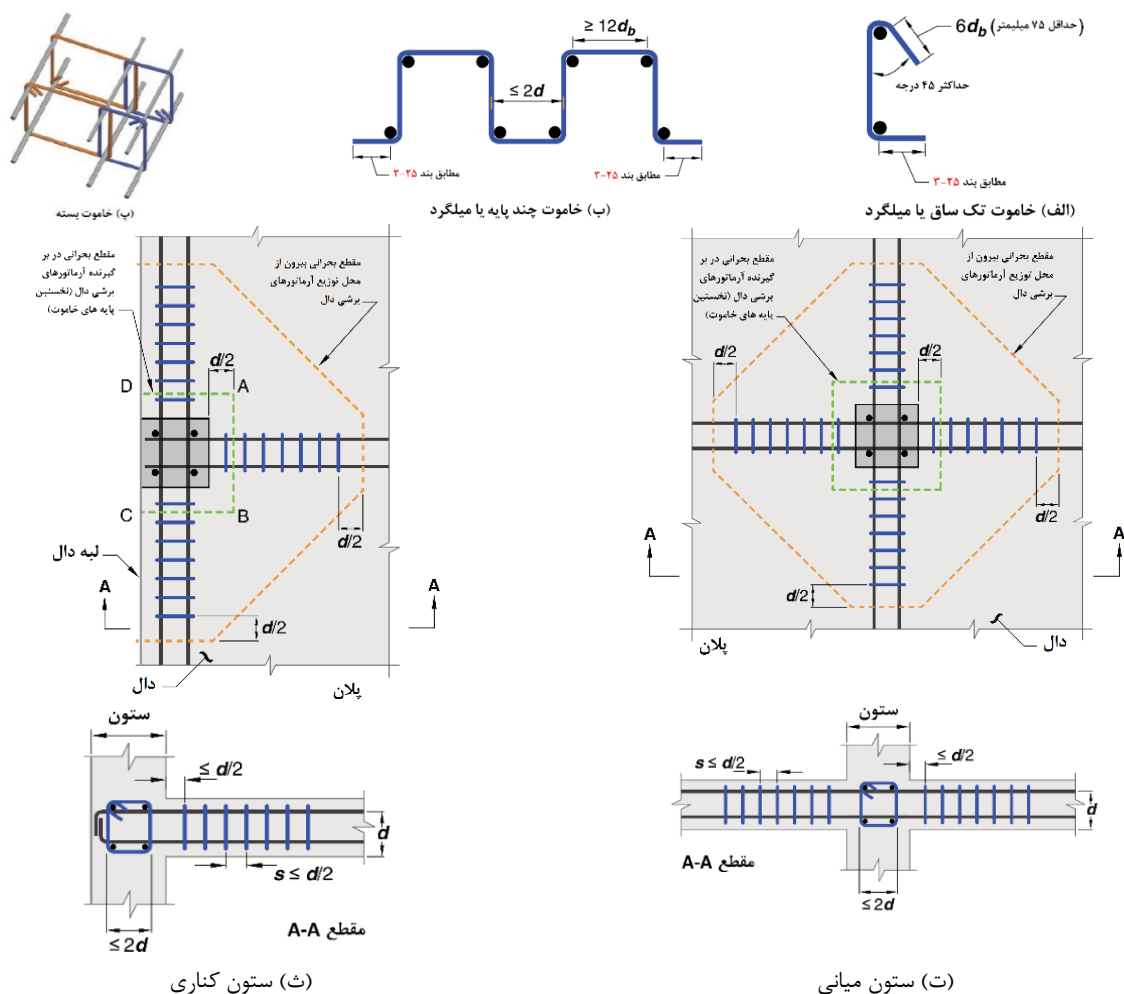 6d_b (حداقل ۷۵ میلیمتر)
حداکثر ۴۵ درجه
مطابق بند ۲۵-۳
(الف) خاموت تک ساق یا میلگرد
≥ 12d_b
≤ 2d
مطابق بند ۲۵-۳
مطابق بند ۲۵-۳
(ب) خاموت چند پایه یا میلگرد
(پ) خاموت بسته
مقطع بحرانی بیرون از
محل توزیع آرماتورهای
برشی دال
مقطع بحرانی در بر
گیرنده آرماتورهای
برشی دال (نخستین
پایه های خاموت)
d/2
d/2
d/2
d/2
A
A
دال
پلان
مقطع بحرانی در بر
گیرنده آرماتورهای
برشی دال (نخستین
پایه های خاموت)
مقطع بحرانی بیرون از
محل توزیع آرماتورهای
برشی دال
d/2
D
A
C
B
d/2
لبه دال
A
A
d/2
دال
پلان
ستون
s ≤ d/2
≤ d/2
d
مقطع A-A
≤ 2d
(ت) ستون میانی
ستون
≤ d/2
d
s ≤ d/2
مقطع A-A
≤ 2d
(ث) ستون کناری